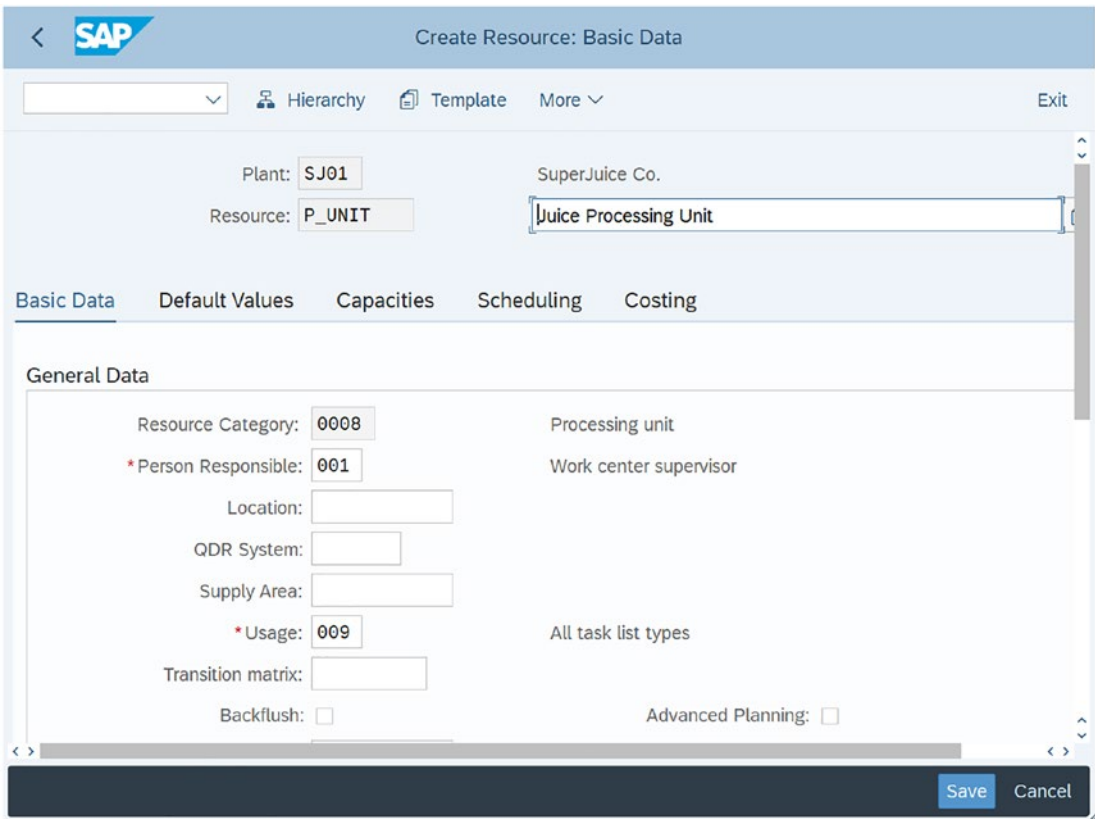 SAP Create Resource: Basic Data
Hierarchy Template More Exit
Plant: SJ01 SuperJuice Co.
Resource: P_UNIT Juice Processing Unit
Basic Data Default Values Capacities Scheduling Costing
General Data
Resource Category: 0008 Processing unit
*Person Responsible: 001 Work center supervisor
Location:
QDR System:
Supply Area:
*Usage: 009 All task list types
Transition matrix:
Backflush: Advanced Planning:
Save Cancel